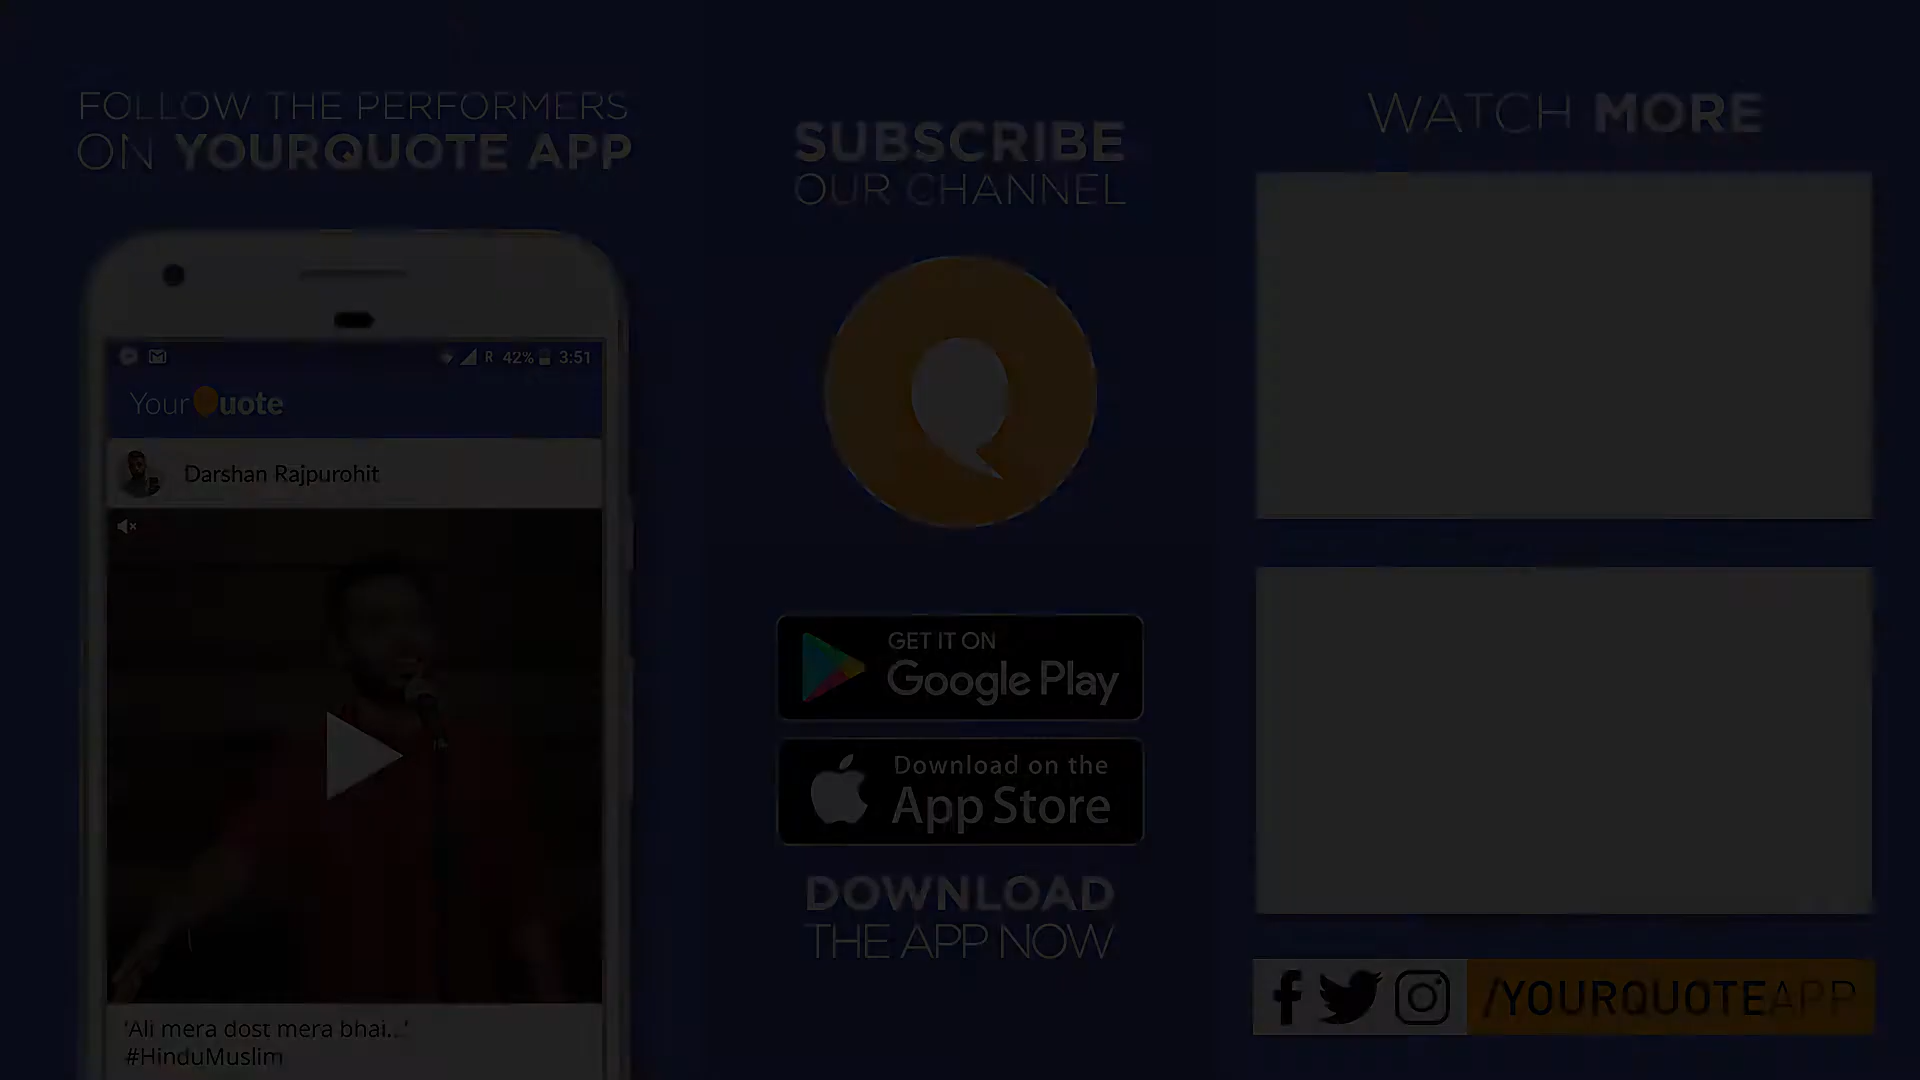 FOLLOW THE PERFORMERS
ON YOURQUOTE APP
R 42% 3:51
YourQuote
Darshan Rajpurohit
'Ali mera dost mera bhai...'
#HinduMuslim
SUBSCRIBE
OUR CHANNEL
GET IT ON
Google Play
Download on the
App Store
DOWNLOAD
THE APP NOW
WATCH MORE
/YOURQUOTEAPP